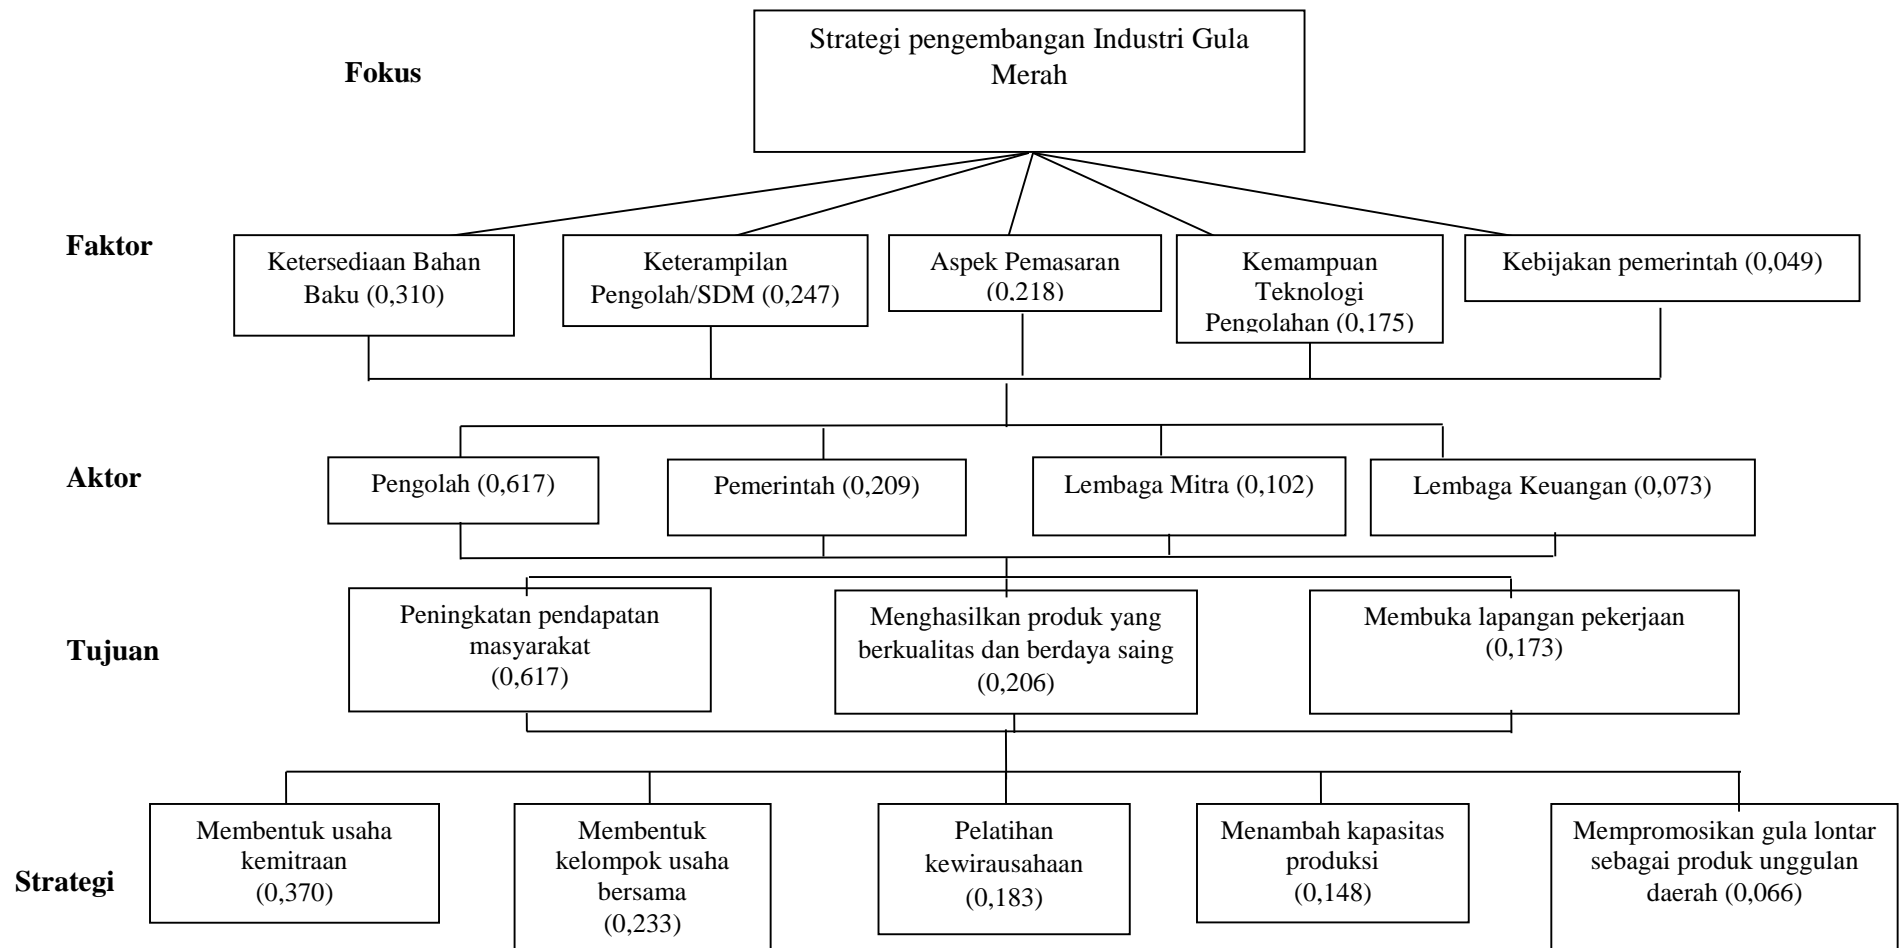 Fokus
Strategi pengembangan Industri Gula
Merah
Faktor
Ketersediaan Bahan
Baku (0,310)
Keterampilan
Pengolah/SDM (0,247)
Aspek Pemasaran
(0,218)
Kemampuan
Teknologi
Pengolahan (0,175)
Kebijakan pemerintah (0,049)
Aktor
Pengolah (0,617)
Pemerintah (0,209)
Lembaga Mitra (0,102)
Lembaga Keuangan (0,073)
Tujuan
Peningkatan pendapatan
masyarakat
(0,617)
Menghasilkan produk yang
berkualitas dan berdaya saing
(0,206)
Membuka lapangan pekerjaan
(0,173)
Strategi
Membentuk usaha
kemitraan
(0,370)
Membentuk
kelompok usaha
bersama
(0,233)
Pelatihan
kewirausahaan
(0,183)
Menambah kapasitas
produksi
(0,148)
Mempromosikan gula lontar
sebagai produk unggulan
daerah (0,066)